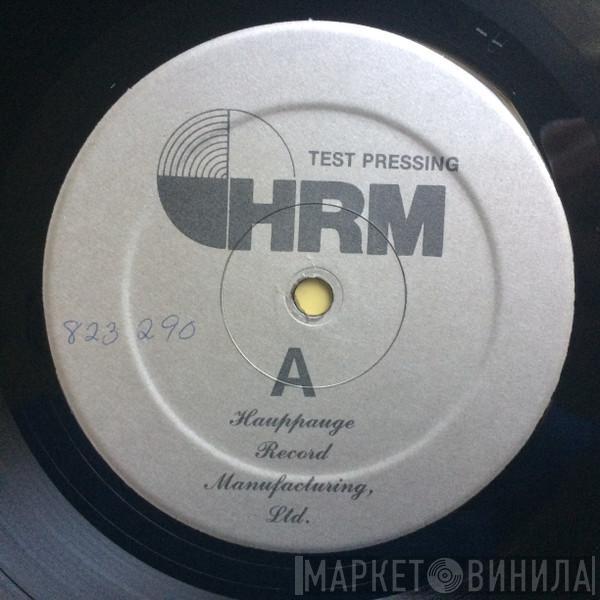 TEST PRESSING
HRM
823 290
A
Hauppauge
Record
Manufacturing,
Ltd.
МАРКЕТ ВИНИЛА